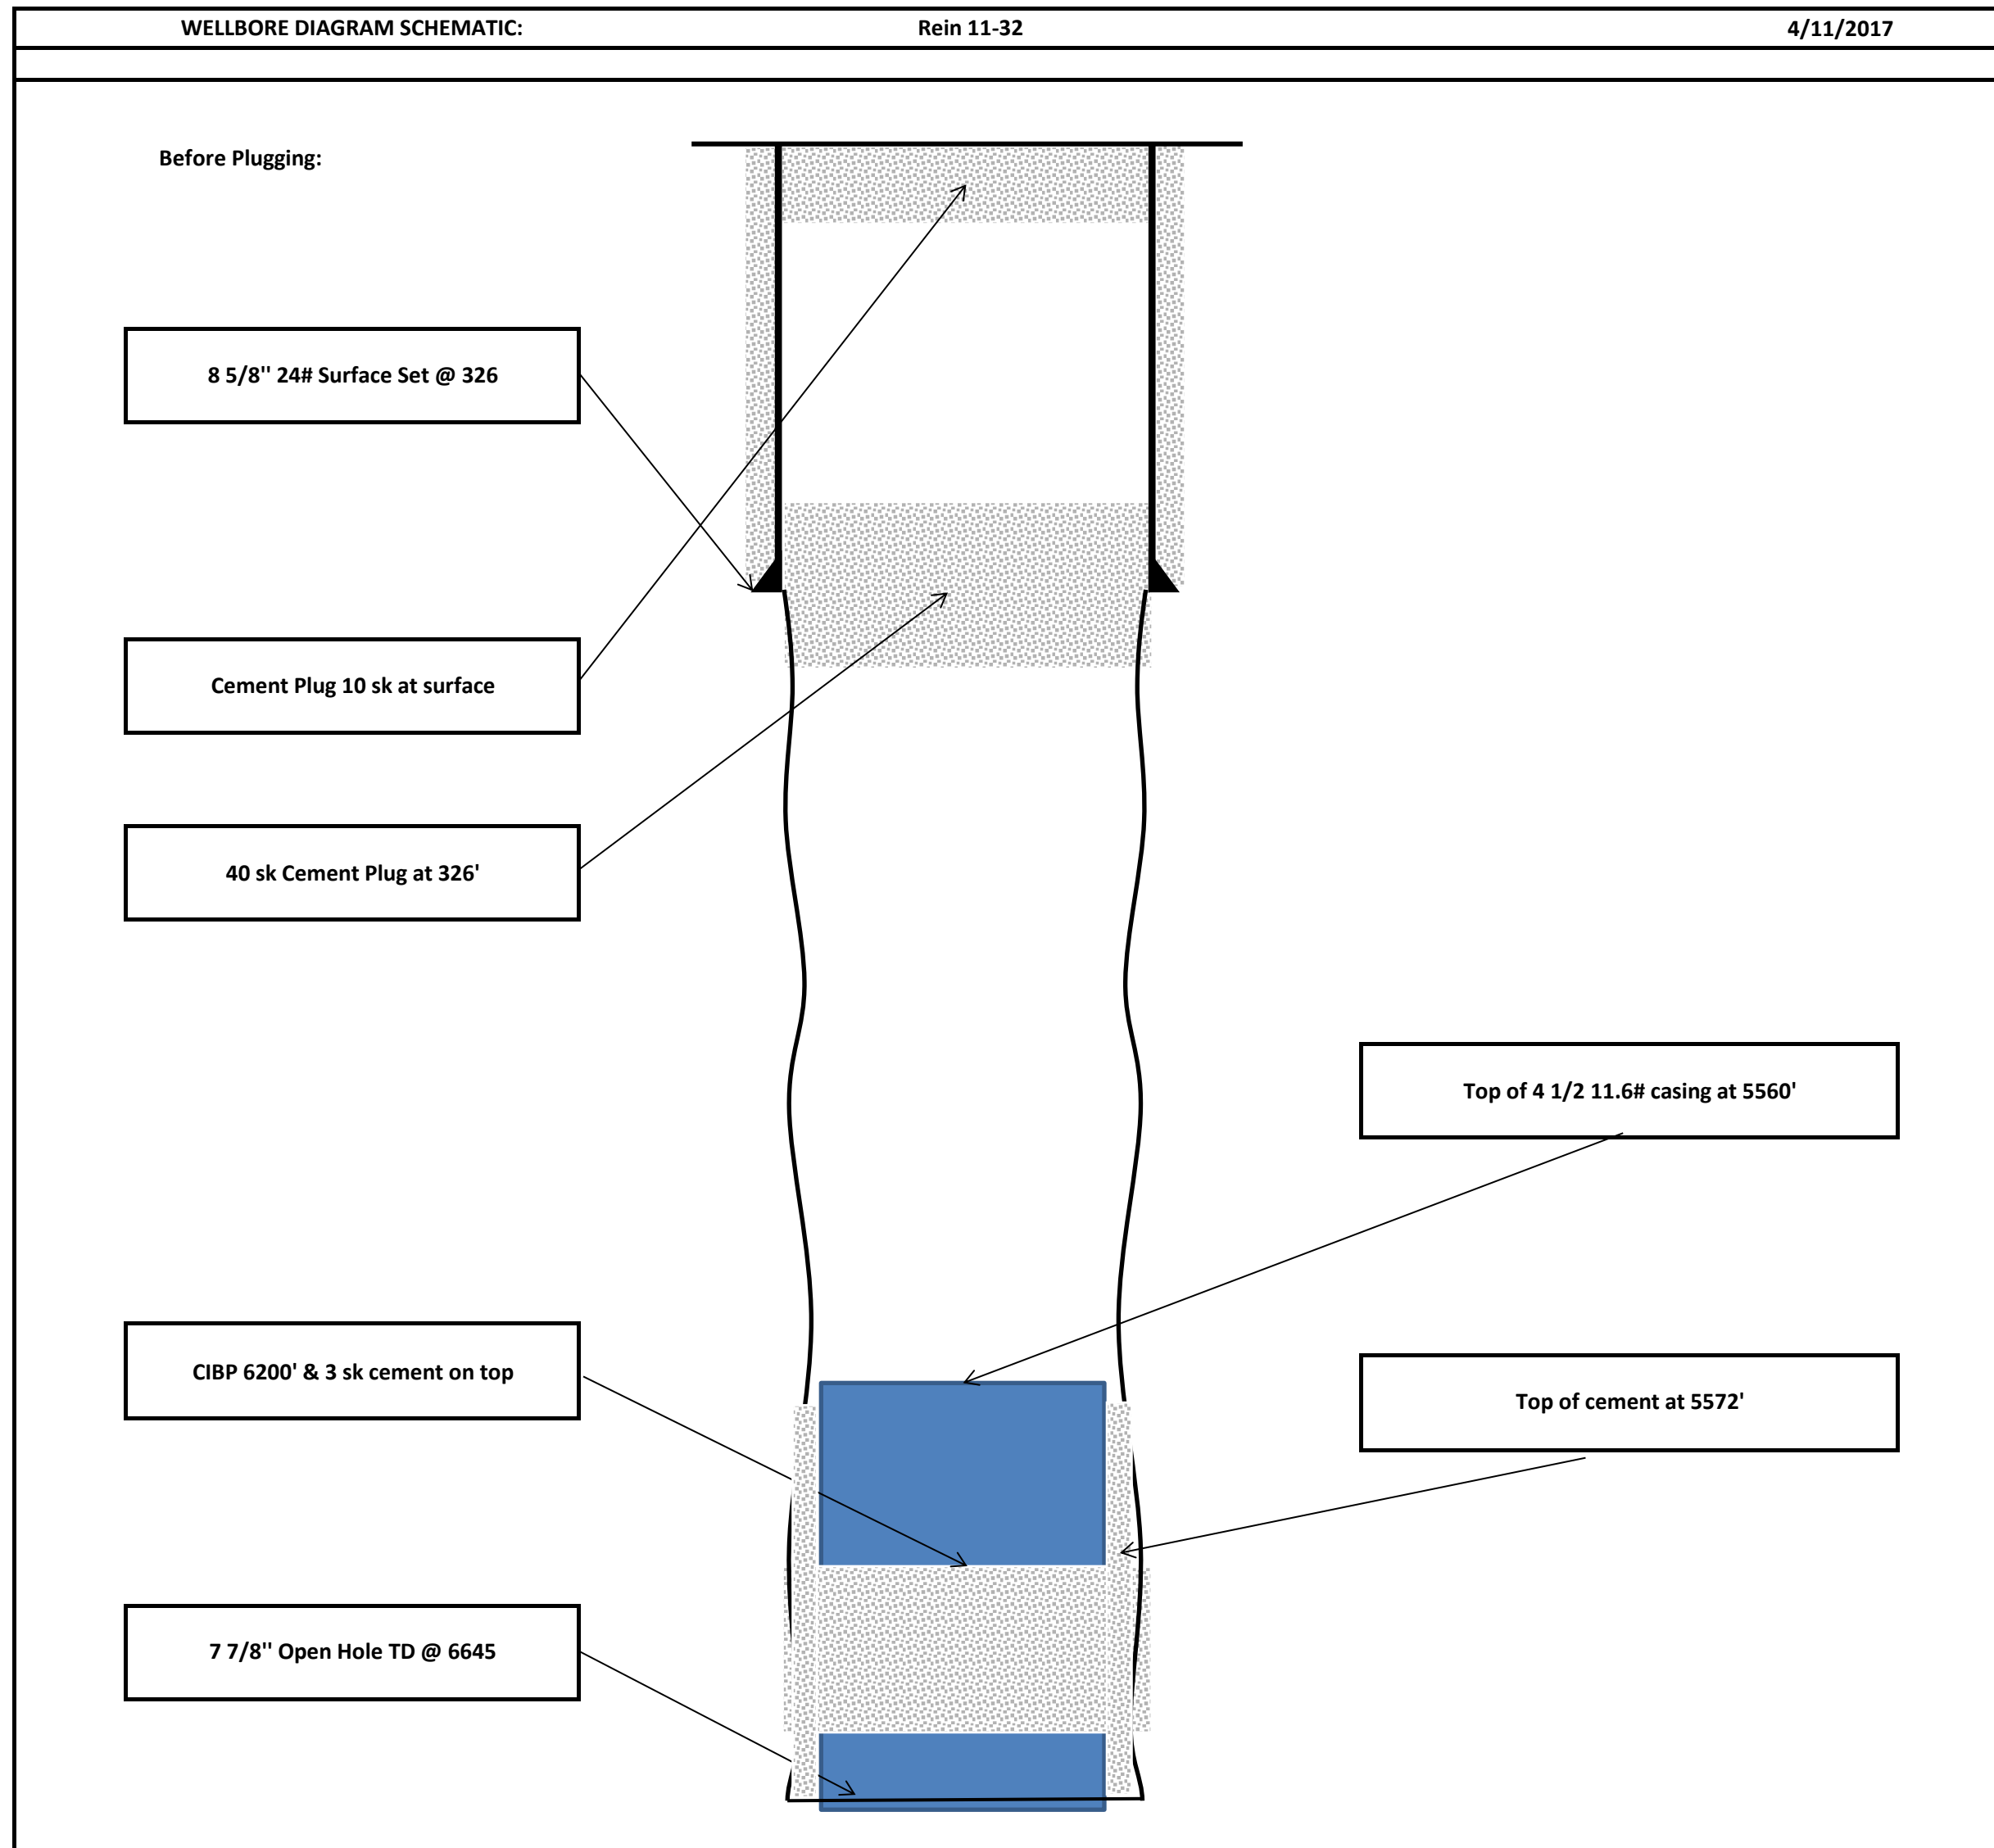 WELLBORE DIAGRAM SCHEMATIC: Rein 11-32 4/11/2017
Before Plugging:
8 5/8'' 24# Surface Set @ 326
Cement Plug 10 sk at surface
40 sk Cement Plug at 326'
Top of 4 1/2 11.6# casing at 5560'
CIBP 6200' & 3 sk cement on top
Top of cement at 5572'
7 7/8'' Open Hole TD @ 6645